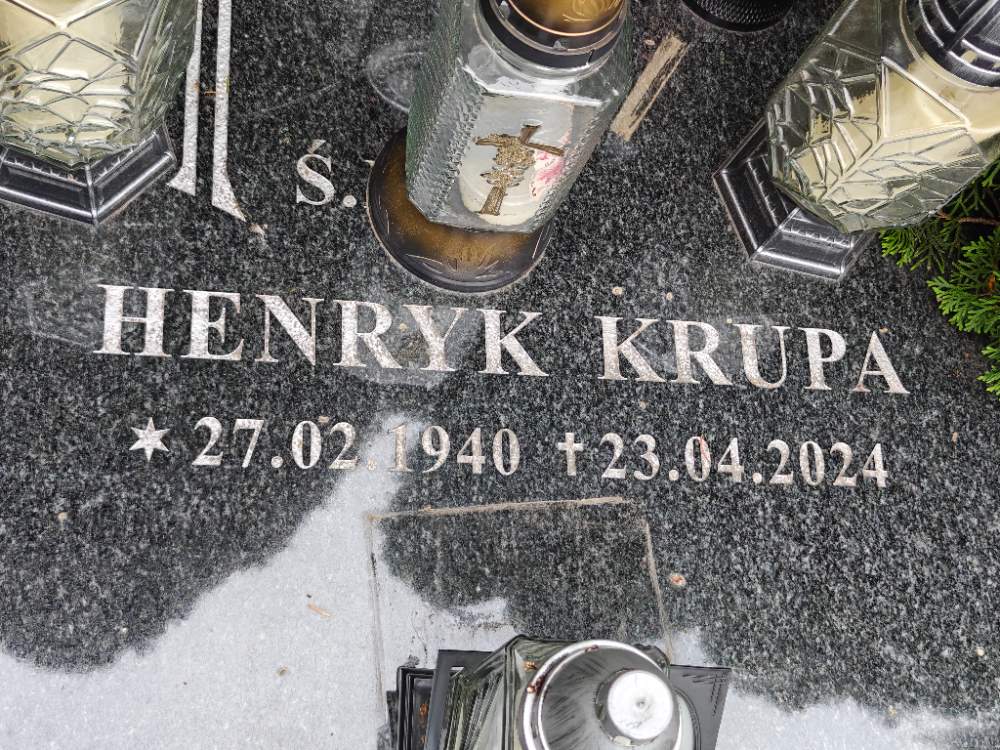 Ś.
HENRYK KRUPA
✶ 27.02.1940 ✝ 23.04.2024